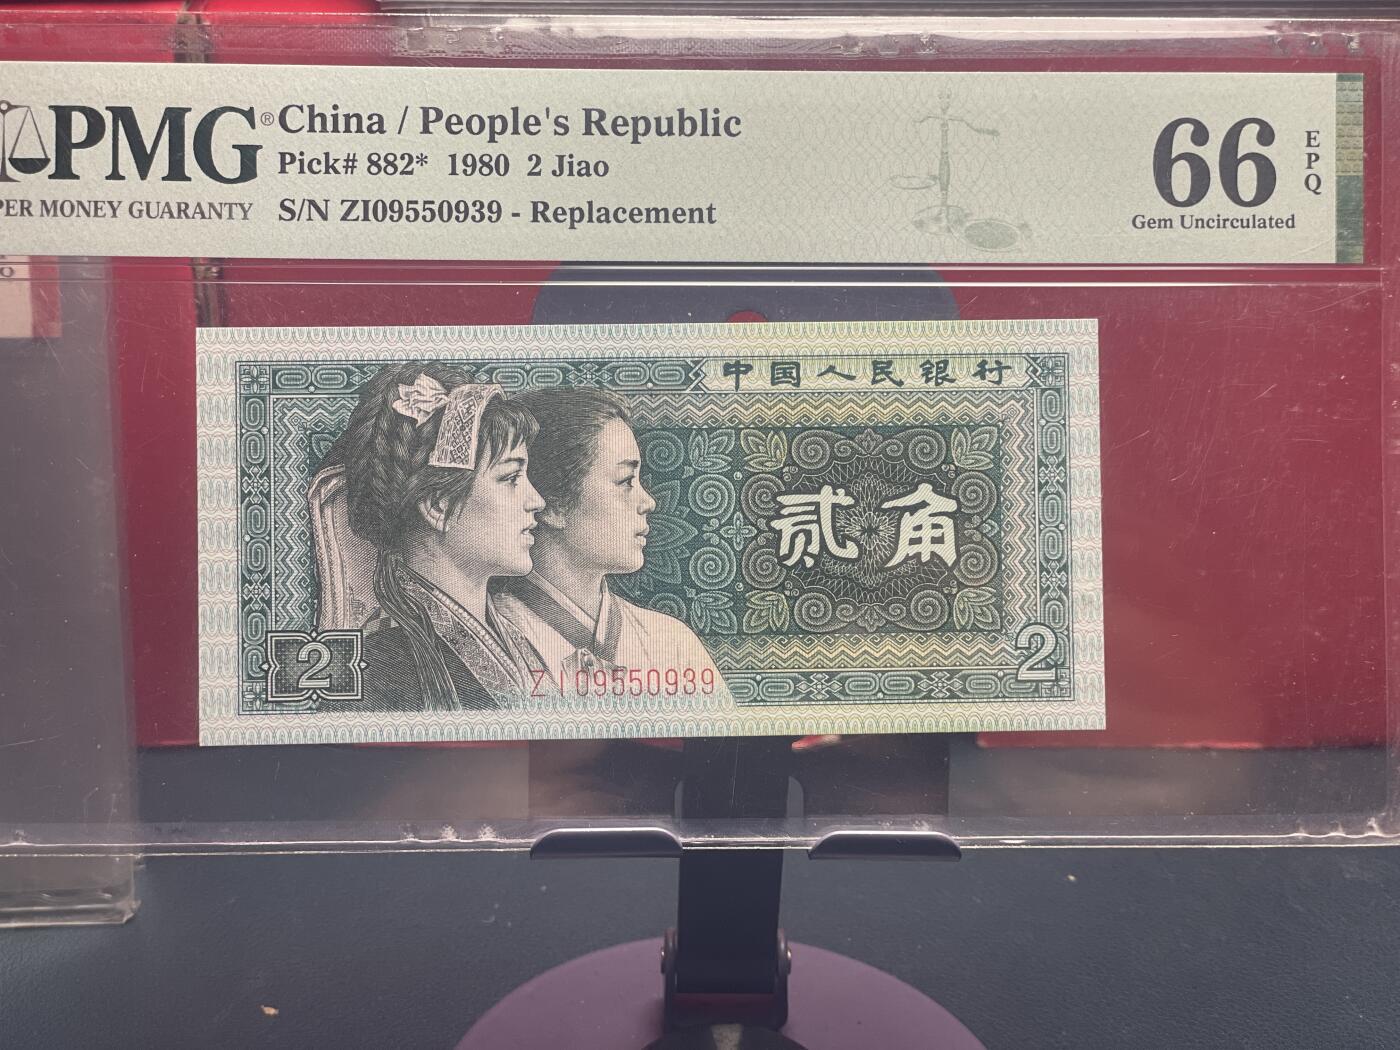 PMG® China / People's Republic
Pick# 882* 1980 2 Jiao
PER MONEY GUARANTY S/N ZI09550939 - Replacement
66 EPQ
Gem Uncirculated
中国人民银行
贰角
2
2
ZI09550939